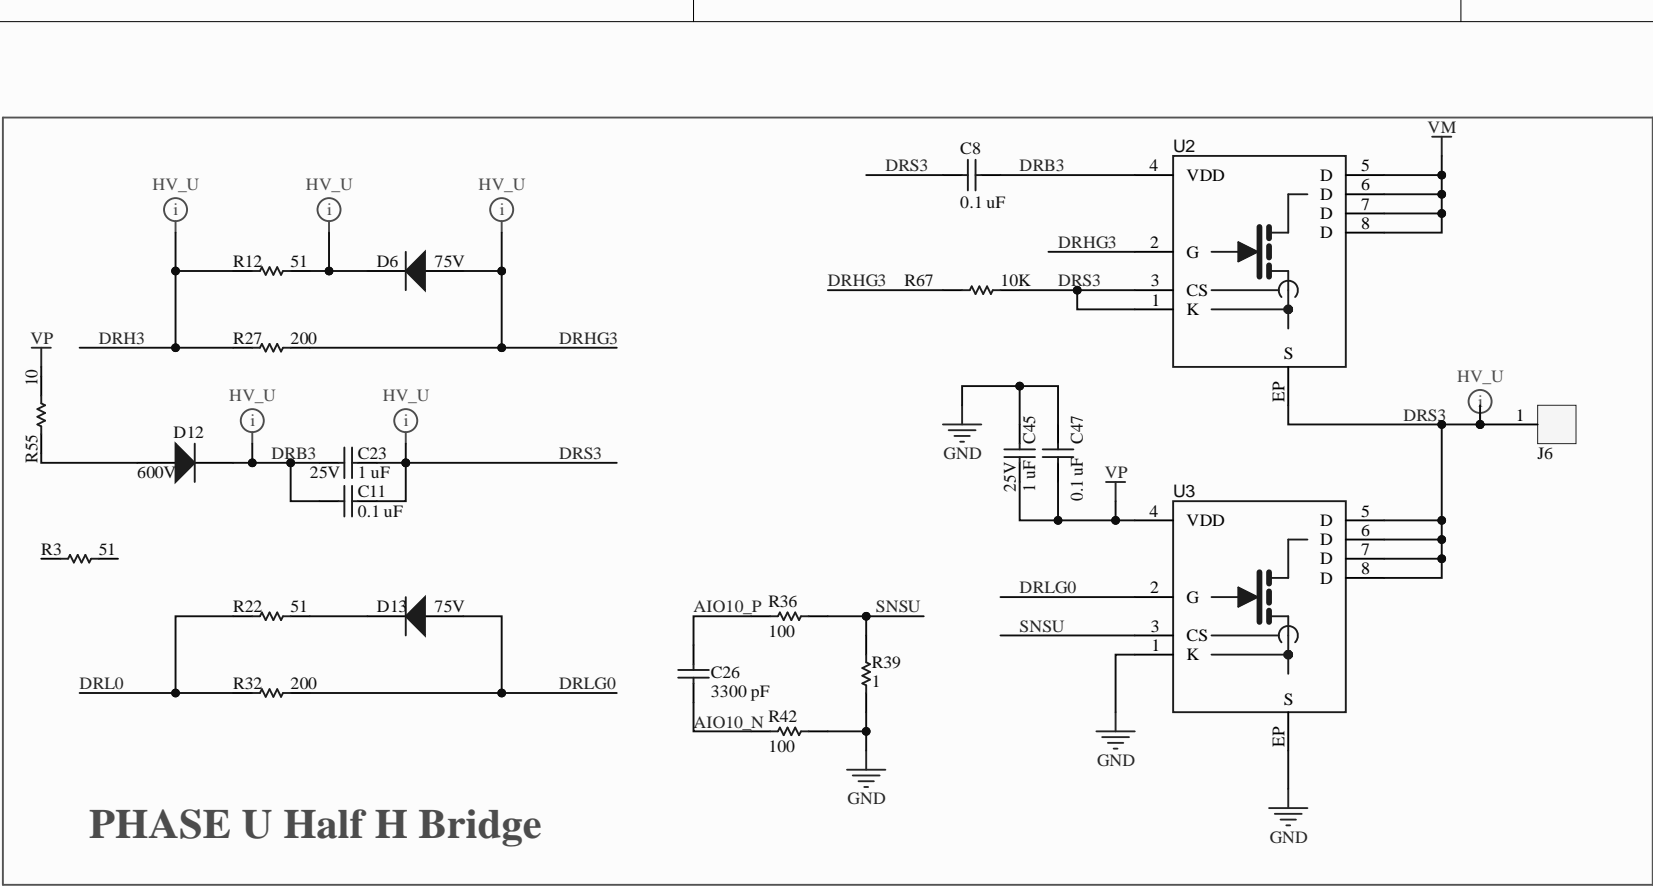 HV_U HV_U HV_U
i i i
R12 51 D6 75V
DRH3 R27 200 DRHG3
VP
10
R55
HV_U HV_U
i i
D12
600V
DRB3 C23 DRS3
25V 1 uF
C11
0.1 uF
R3 51
R22 51 D13 75V
DRL0 R32 200 DRLG0
AIO10_P R36 SNSU
100
C26
3300 pF
R39
1
AIO10_N R42
100
GND
DRS3 C8 DRB3
0.1 uF
DRHG3
DRHG3 R67 10K DRS3
U2
4 VDD D 5
D 6
D 7
D 8
2 G
3 CS
1 K
S
EP
VM
HV_U
i
DRS3 1
J6
GND
C45
25V
1 uF
C47
0.1 uF
VP
U3
4 VDD D 5
D 6
D 7
D 8
DRLG0 2 G
SNSU 3 CS
1 K
S
EP
GND
GND
PHASE U Half H Bridge